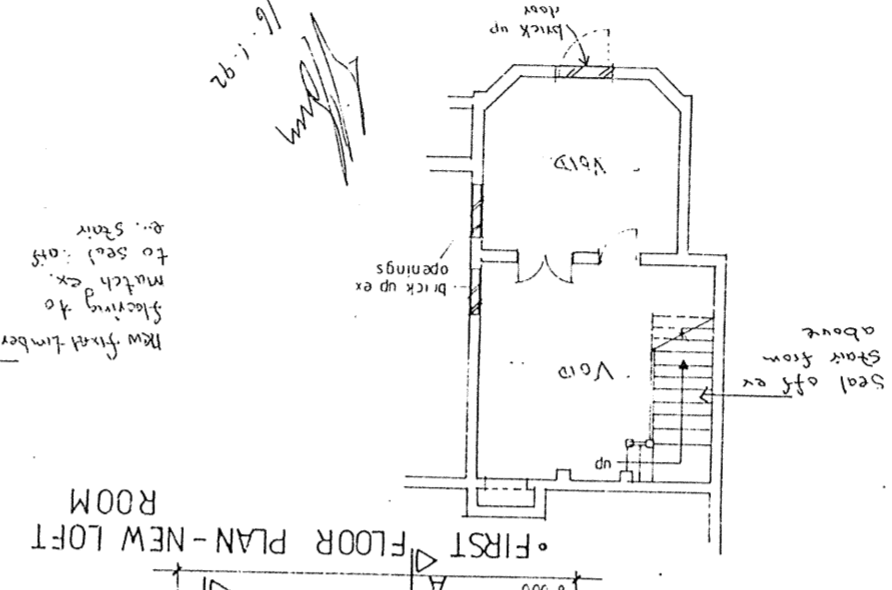 • FIRST FLOOR PLAN - NEW LOFT
ROOM
up
VOID
Seal off ex
stair from
above
new timber
flooring to
match ex.
to seal off
ex. stair
brick up ex
openings
VOID
brick up
door
16.1.92
A